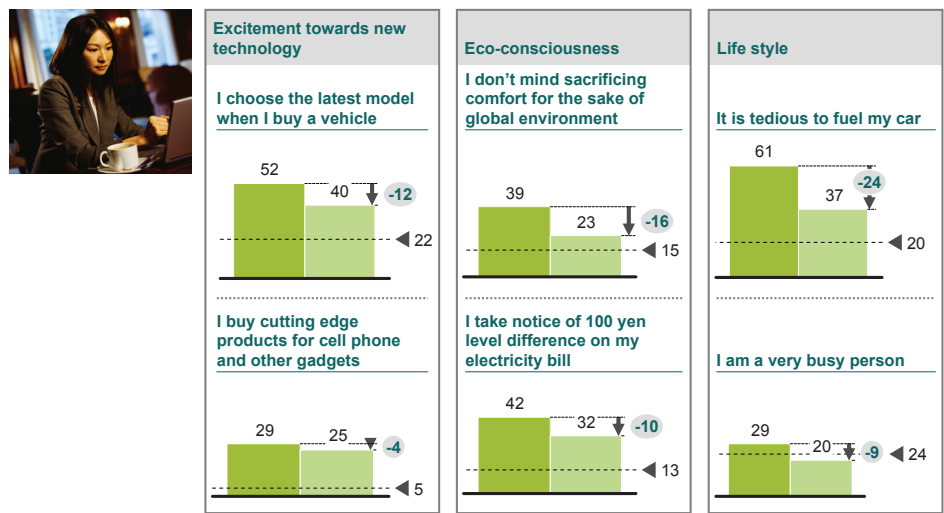 Excitement towards new
technology
I choose the latest model
when I buy a vehicle
52
40
-12
22
I buy cutting edge
products for cell phone
and other gadgets
29
25
-4
5
Eco-consciousness
I don’t mind sacrificing
comfort for the sake of
global environment
39
23
-16
15
I take notice of 100 yen
level difference on my
electricity bill
42
32
-10
13
Life style
It is tedious to fuel my car
61
37
-24
20
I am a very busy person
29
20
-9
24